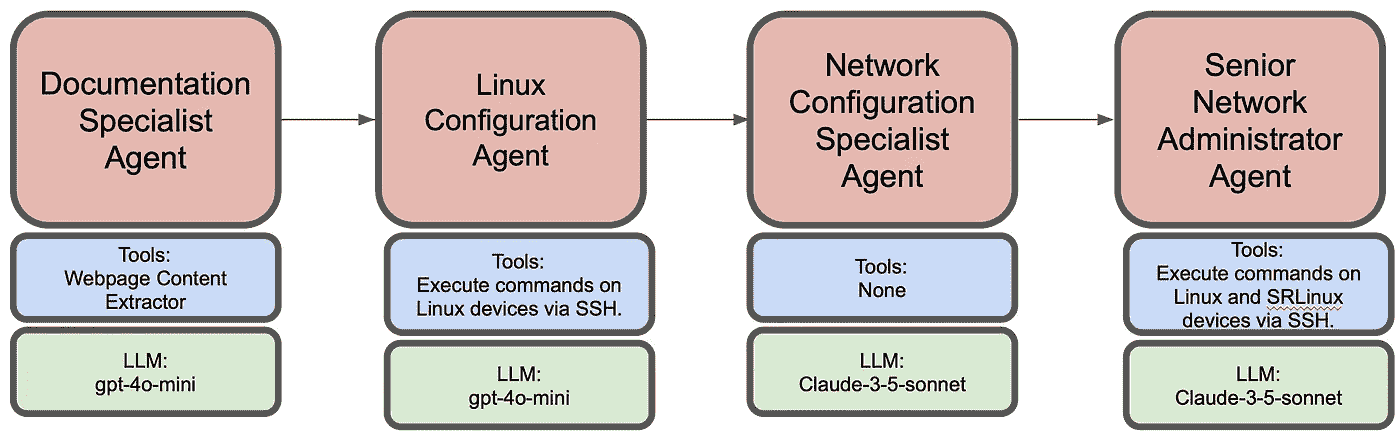 Documentation
Specialist
Agent
Tools:
Webpage Content
Extractor
LLM:
gpt-4o-mini
Linux
Configuration
Agent
Tools:
Execute commands on
Linux devices via SSH.
LLM:
gpt-4o-mini
Network
Configuration
Specialist
Agent
Tools:
None
LLM:
Claude-3-5-sonnet
Senior
Network
Administrator
Agent
Tools:
Execute commands on
Linux and SRLinux
devices via SSH.
LLM:
Claude-3-5-sonnet